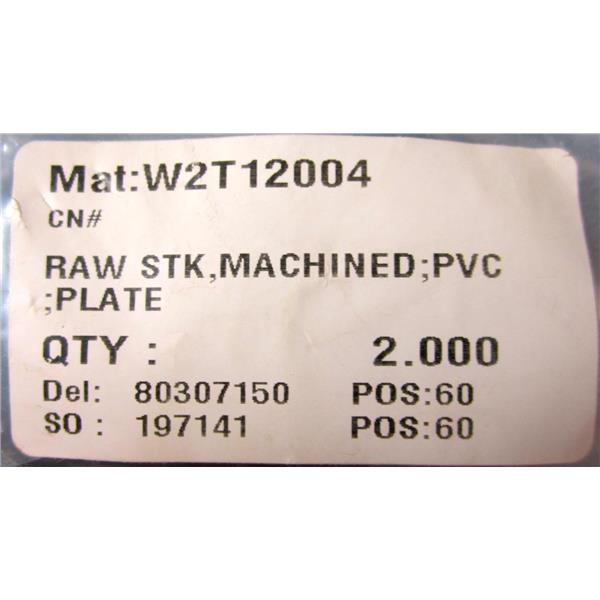 Mat:W2T12004
CN#
RAW STK,MACHINED;PVC
;PLATE
QTY : 2.000
Del: 80307150 POS:60
SO : 197141 POS:60